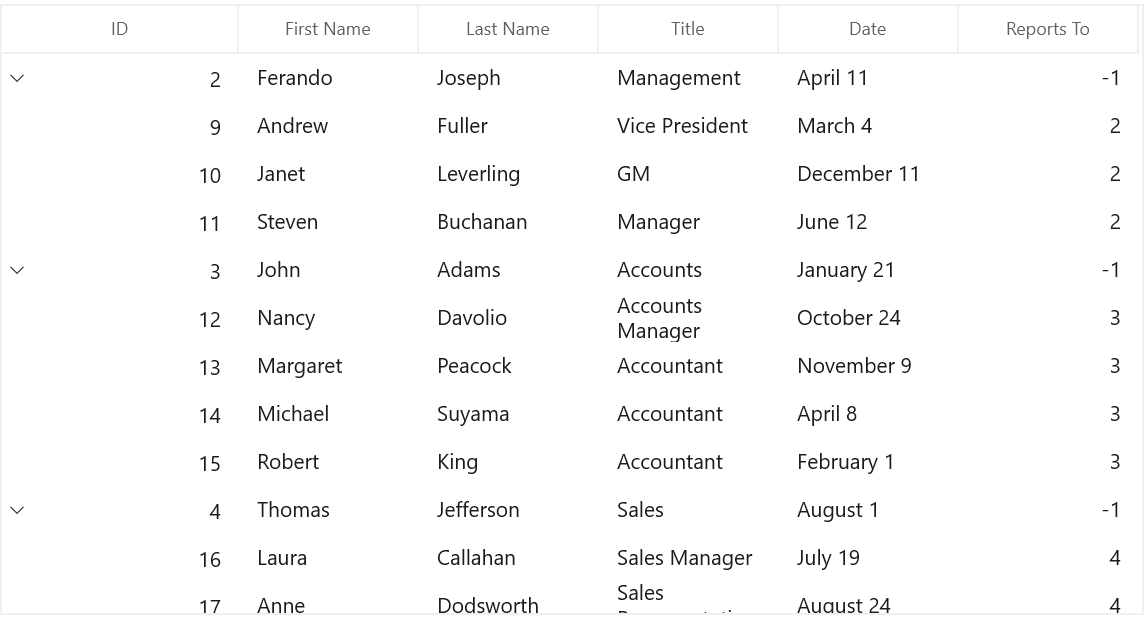 ID First Name Last Name Title Date Reports To
2 Ferando Joseph Management April 11 -1
9 Andrew Fuller Vice President March 4 2
10 Janet Leverling GM December 11 2
11 Steven Buchanan Manager June 12 2
3 John Adams Accounts January 21 -1
12 Nancy Davolio Accounts Manager October 24 3
13 Margaret Peacock Accountant November 9 3
14 Michael Suyama Accountant April 8 3
15 Robert King Accountant February 1 3
4 Thomas Jefferson Sales August 1 -1
16 Laura Callahan Sales Manager July 19 4
17 Anne Dodsworth Sales August 24 4